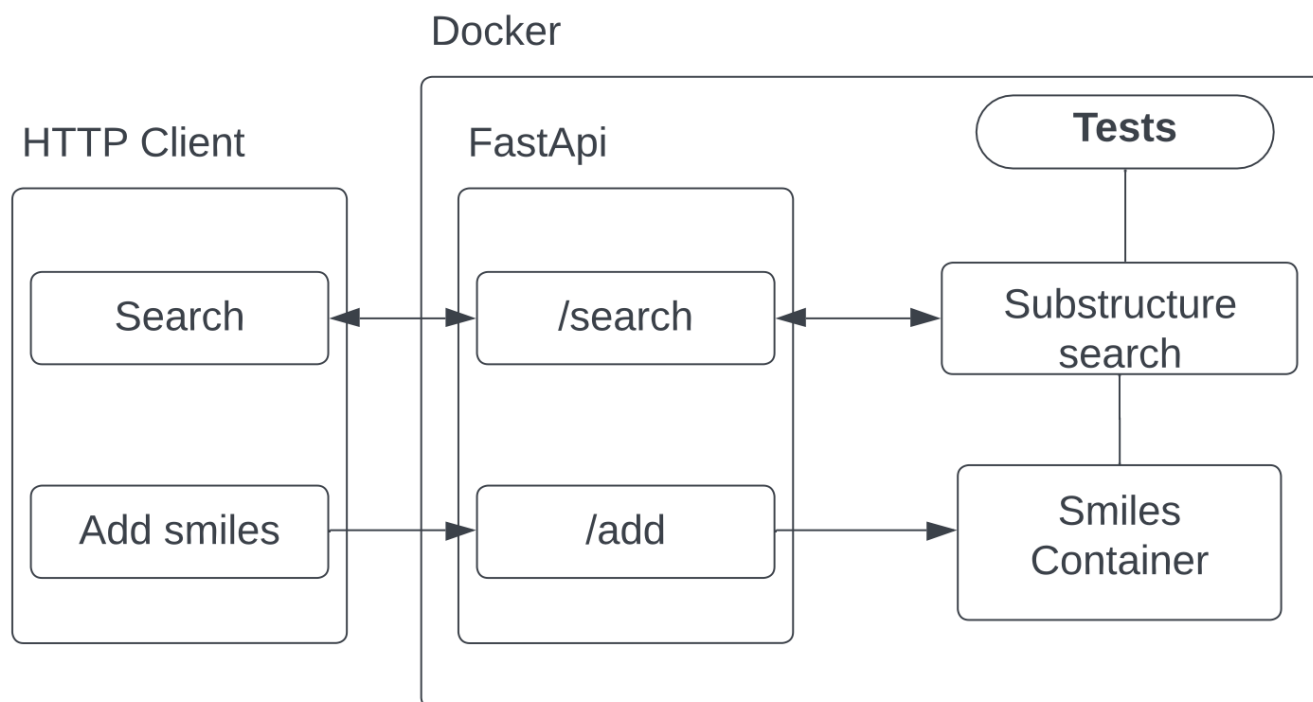 Docker
HTTP Client
FastApi
Tests
Search
/search
Substructure
search
Add smiles
/add
Smiles
Container